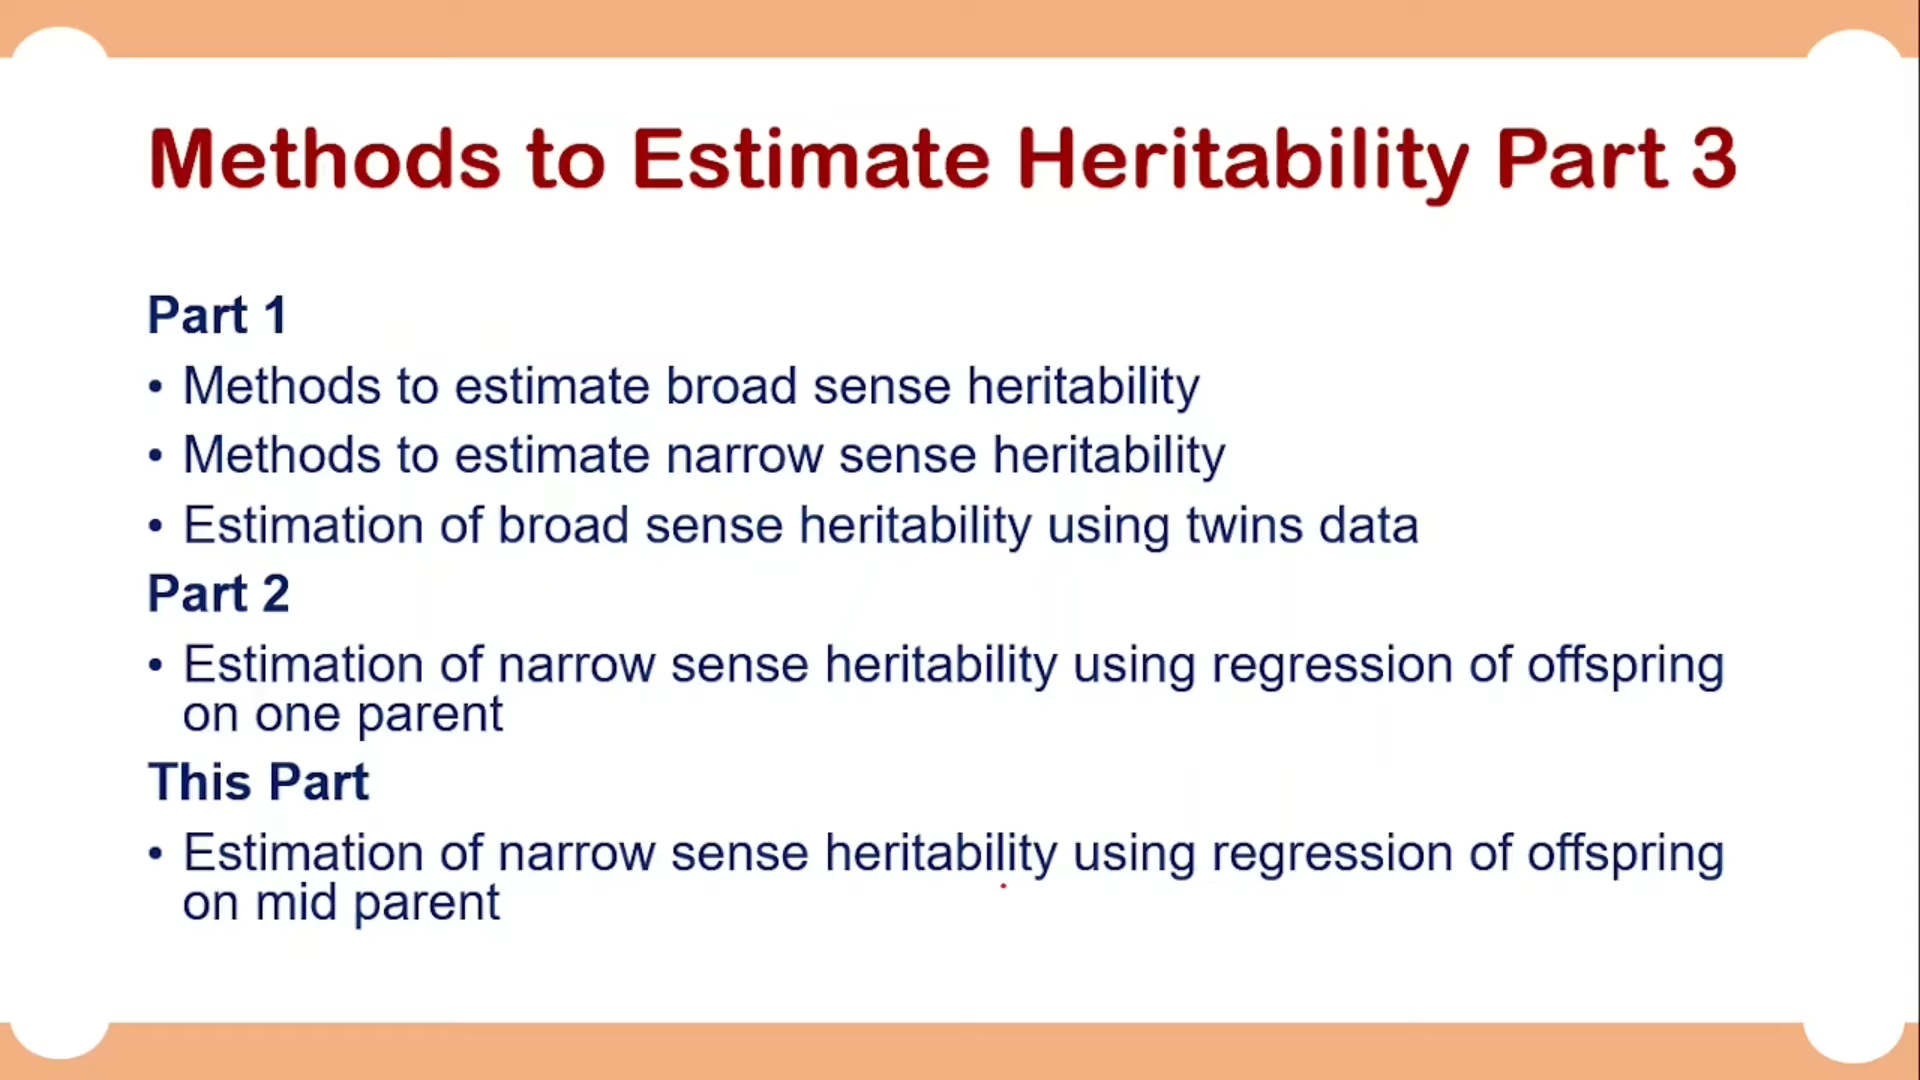 Methods to Estimate Heritability Part 3
Part 1
• Methods to estimate broad sense heritability
• Methods to estimate narrow sense heritability
• Estimation of broad sense heritability using twins data
Part 2
• Estimation of narrow sense heritability using regression of offspring
on one parent
This Part
• Estimation of narrow sense heritability using regression of offspring
on mid parent